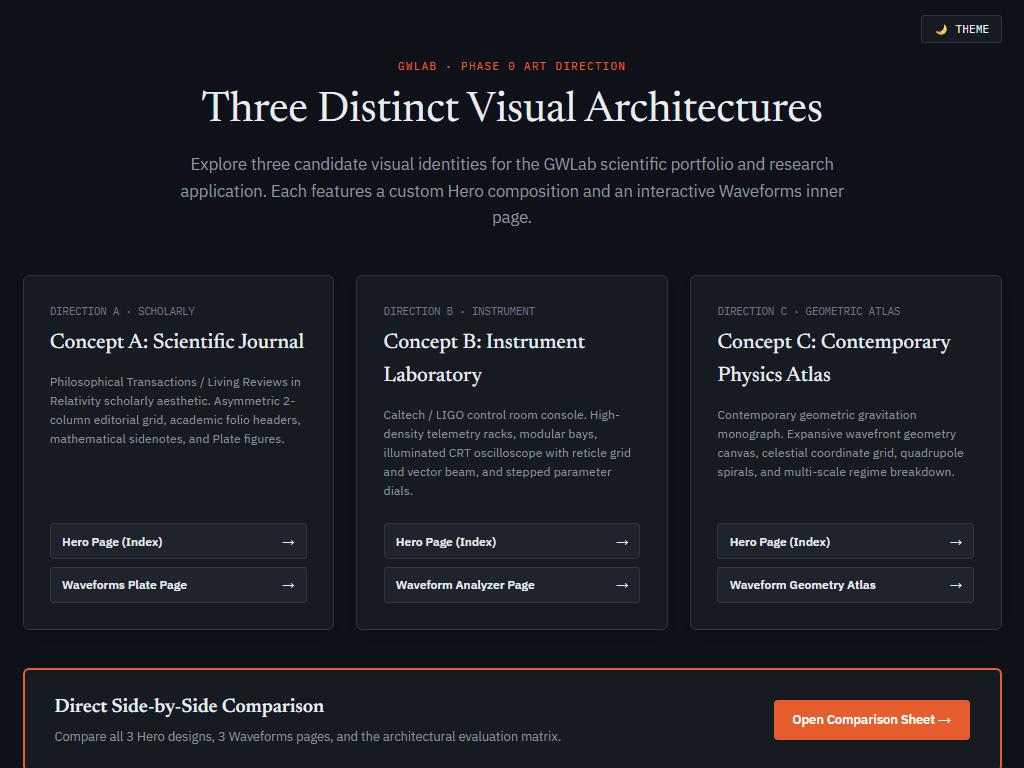 🌙 THEME
GWLAB · PHASE 0 ART DIRECTION
Three Distinct Visual Architectures
Explore three candidate visual identities for the GWLab scientific portfolio and research
application. Each features a custom Hero composition and an interactive Waveforms inner
page.
DIRECTION A · SCHOLARLY
Concept A: Scientific Journal
Philosophical Transactions / Living Reviews in
Relativity scholarly aesthetic. Asymmetric 2-
column editorial grid, academic folio headers,
mathematical sidenotes, and Plate figures.
Hero Page (Index) →
Waveforms Plate Page →
DIRECTION B · INSTRUMENT
Concept B: Instrument
Laboratory
Caltech / LIGO control room console. High-
density telemetry racks, modular bays,
illuminated CRT oscilloscope with reticle grid
and vector beam, and stepped parameter
dials.
Hero Page (Index) →
Waveform Analyzer Page →
DIRECTION C · GEOMETRIC ATLAS
Concept C: Contemporary
Physics Atlas
Contemporary geometric gravitation
monograph. Expansive wavefront geometry
canvas, celestial coordinate grid, quadrupole
spirals, and multi-scale regime breakdown.
Hero Page (Index) →
Waveform Geometry Atlas →
Direct Side-by-Side Comparison
Compare all 3 Hero designs, 3 Waveforms pages, and the architectural evaluation matrix.
Open Comparison Sheet →